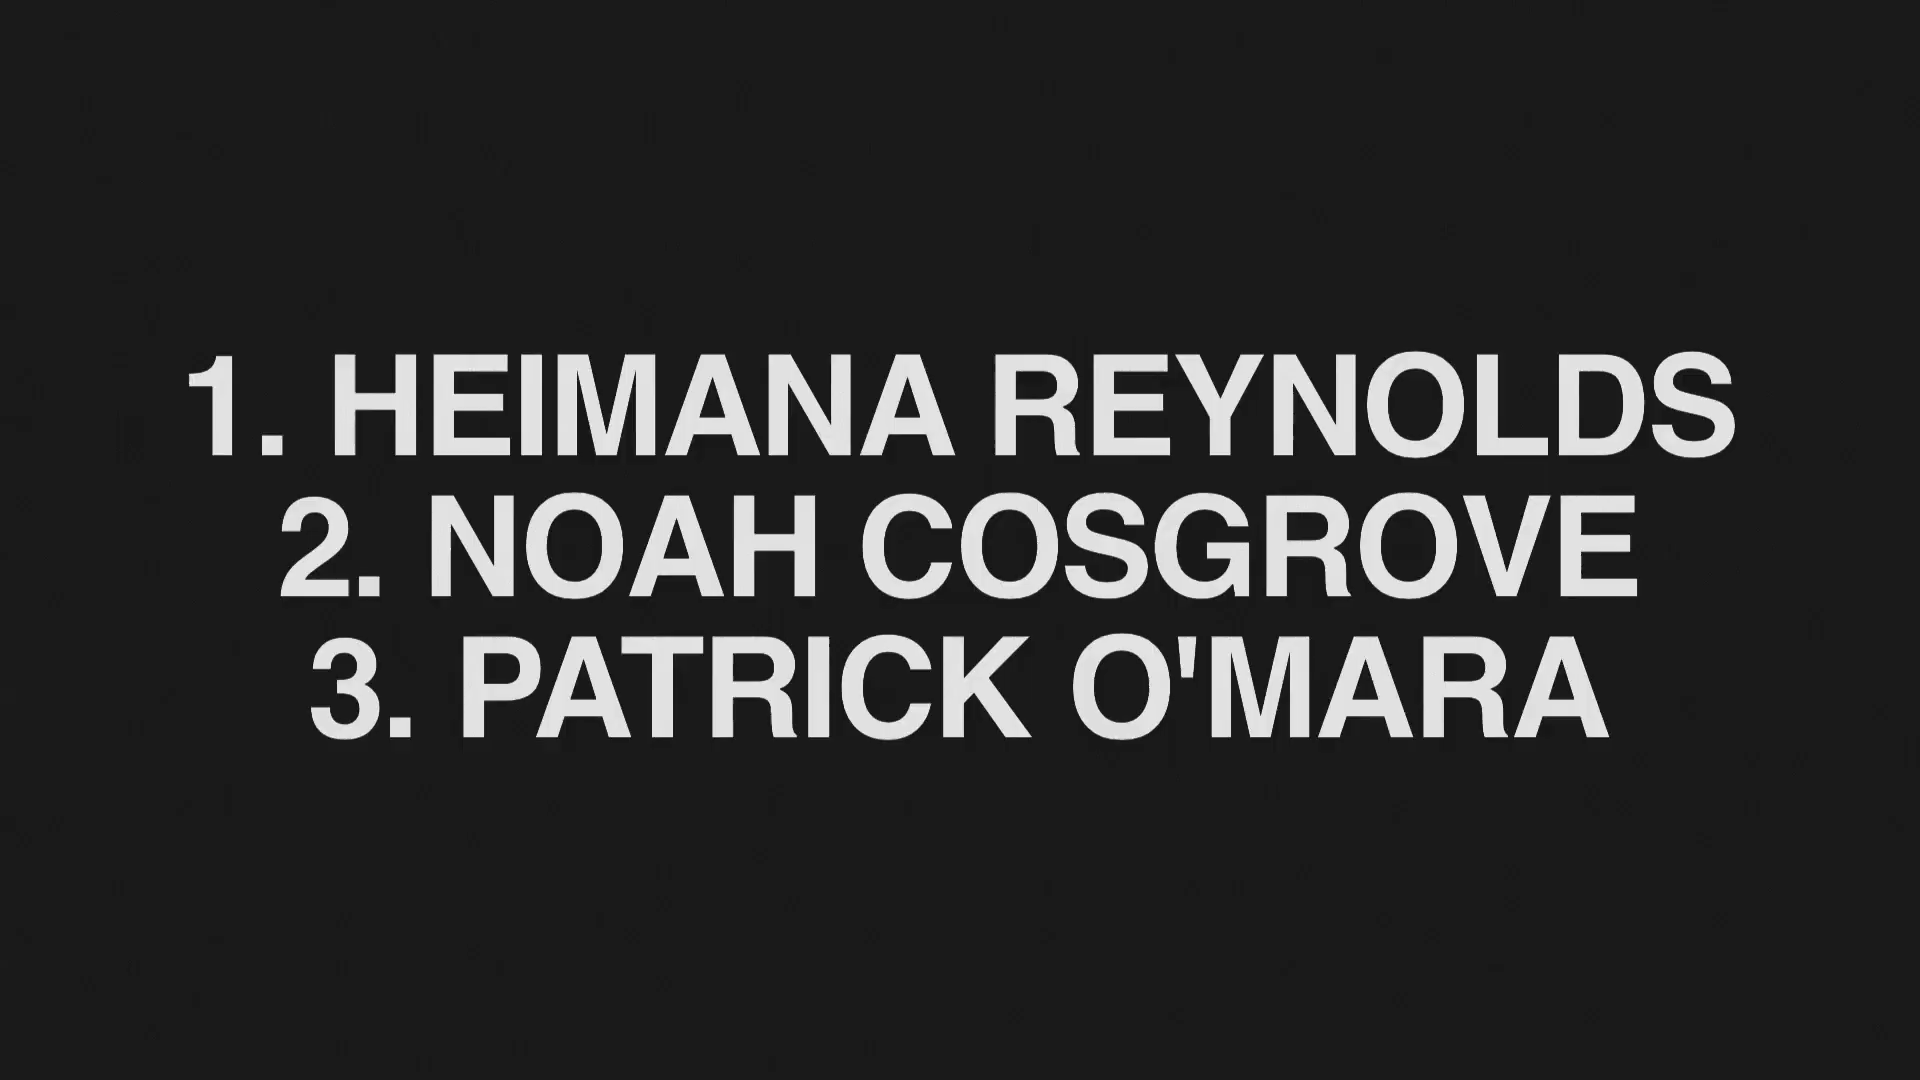 1. HEIMANA REYNOLDS
2. NOAH COSGROVE
3. PATRICK O'MARA